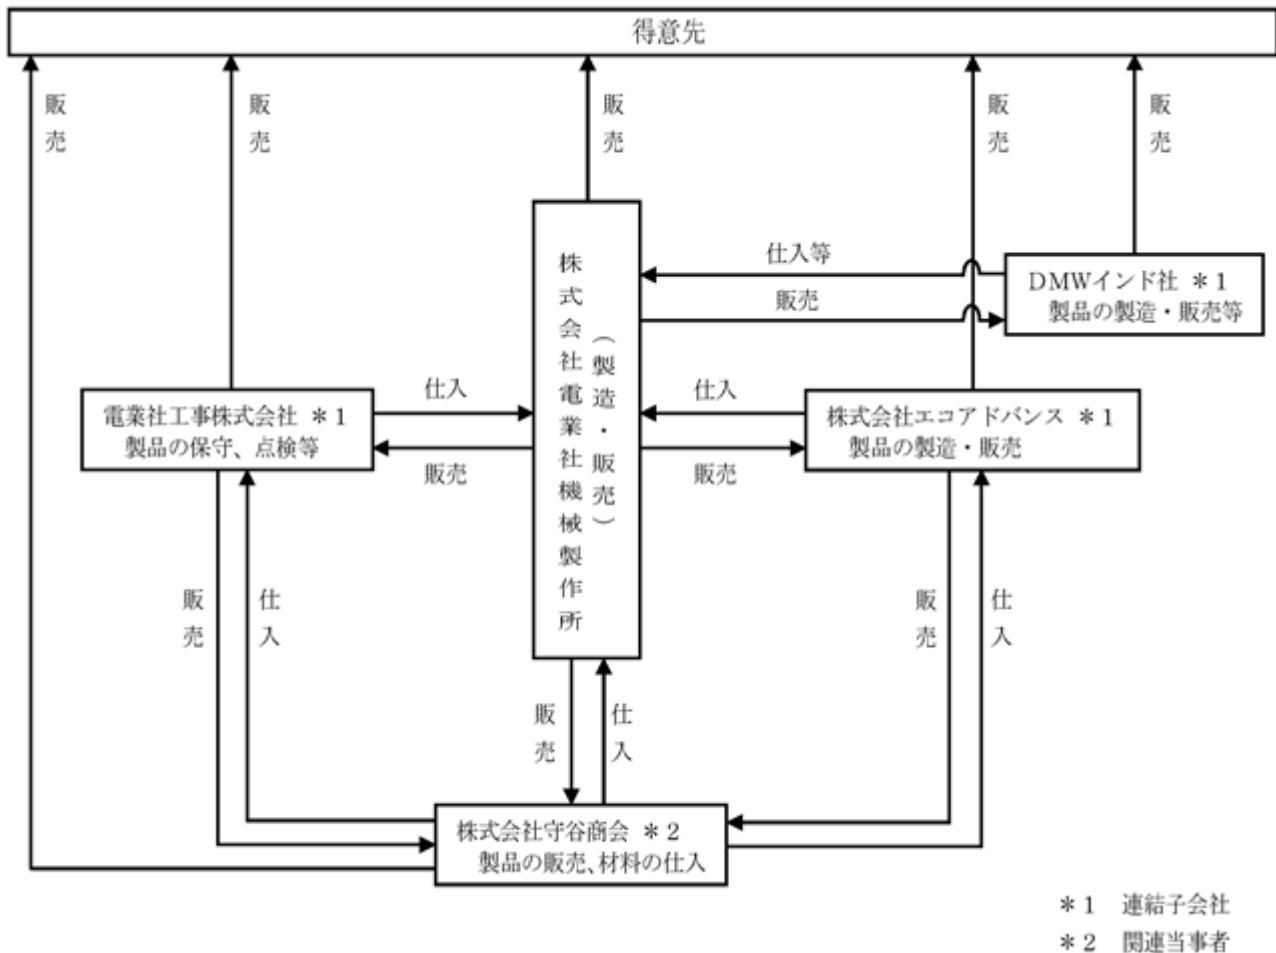 得意先
販売
販売
販売
販売
販売
仕入等
販売
DMWインド社 *1
製品の製造・販売等
株式会社電業社機械製作所
（製造・販売）
電業社工事株式会社 *1
製品の保守、点検等
仕入
販売
仕入
販売
株式会社エコアドバンス *1
製品の製造・販売
販売
仕入
販売
仕入
販売
仕入
株式会社守谷商会 *2
製品の販売、材料の仕入
*1 連結子会社
*2 関連当事者